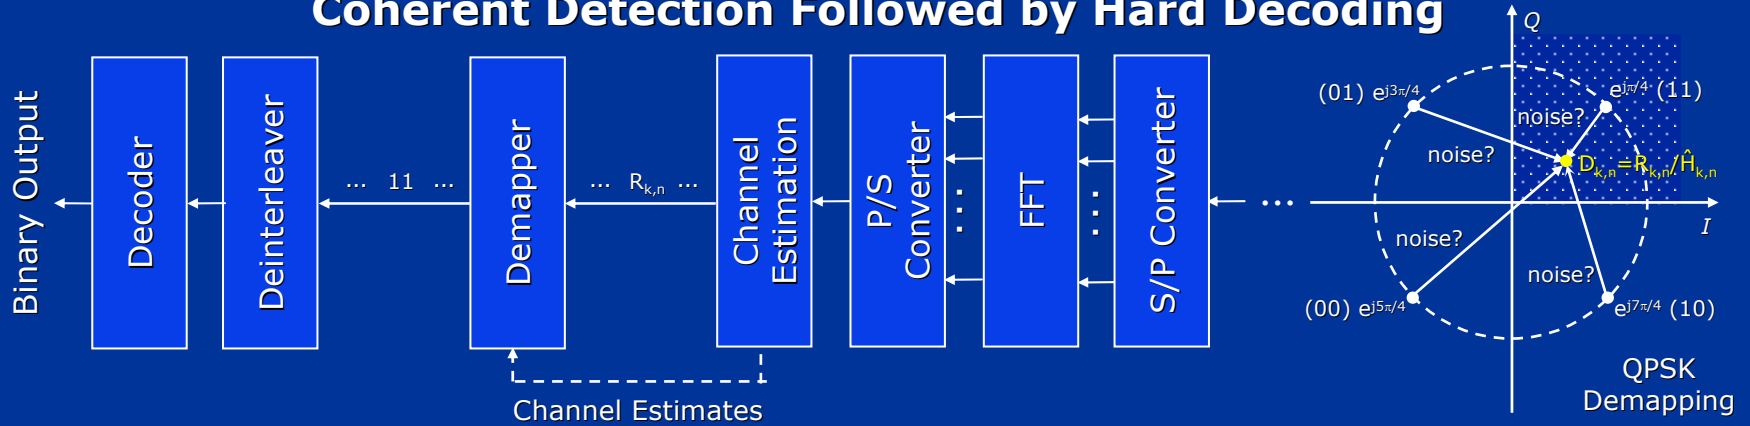 Coherent Detection Followed by Hard Decoding
Binary Output
Decoder
Deinterleaver
... 11 ...
Demapper
... R_k,n ...
Channel
Estimation
P/S
Converter
FFT
S/P Converter
...
Channel Estimates
Q
I
(01) e^j3π/4
e^jπ/4 (11)
noise?
noise?
D_k,n=R_k,n/Ĥ_k,n
noise?
noise?
(00) e^j5π/4
e^j7π/4 (10)
QPSK
Demapping